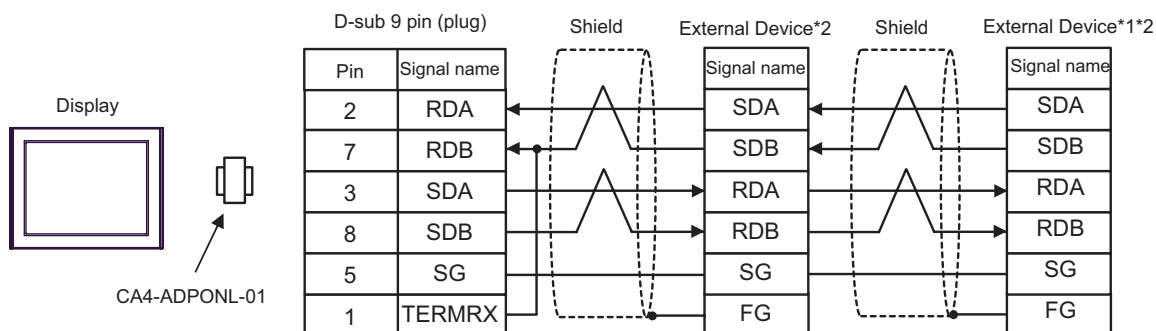 D-sub 9 pin (plug) Shield External Device*2 Shield External Device*1*2
Pin Signal name Signal name Signal name
Display
2 RDA SDA SDA
7 RDB SDB SDB
3 SDA RDA RDA
8 SDB RDB RDB
5 SG SG SG
CA4-ADPONL-01
1 TERMRX FG FG